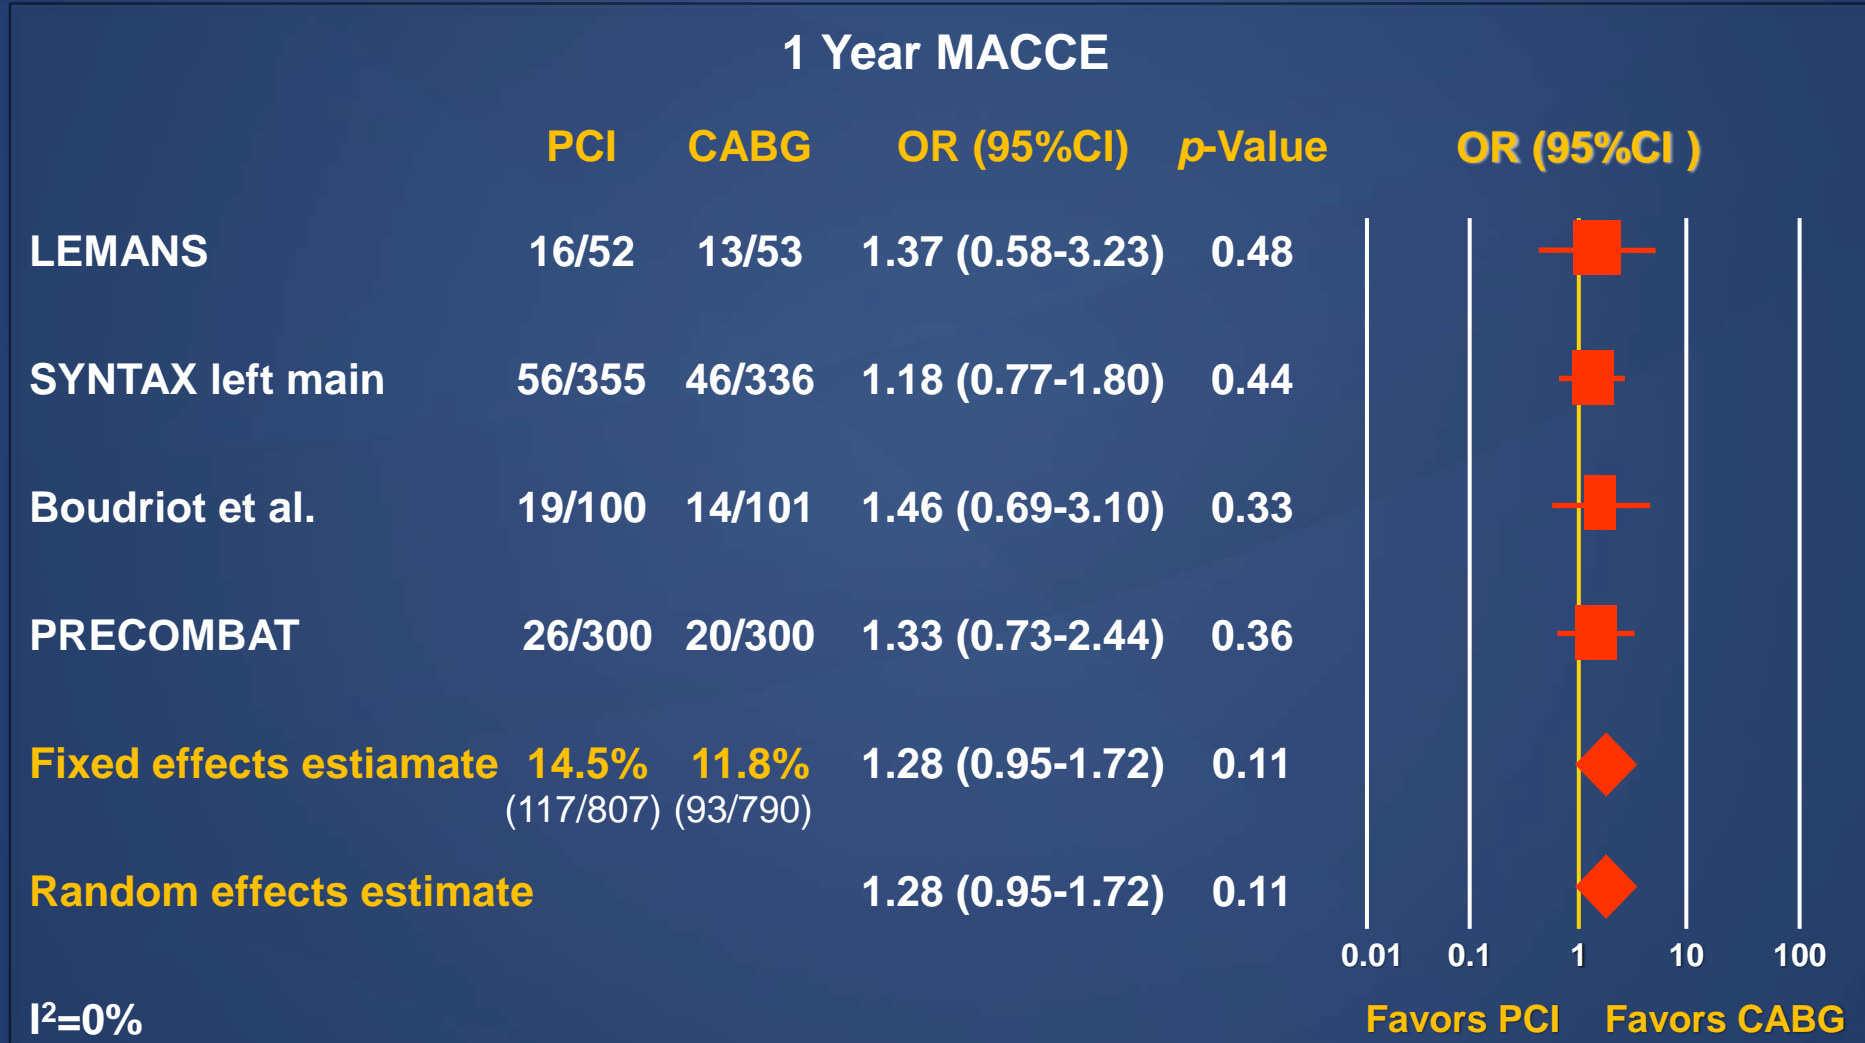 1 Year MACCE
PCI CABG OR (95%CI) p-Value OR (95%CI )
LEMANS 16/52 13/53 1.37 (0.58-3.23) 0.48
SYNTAX left main 56/355 46/336 1.18 (0.77-1.80) 0.44
Boudriot et al. 19/100 14/101 1.46 (0.69-3.10) 0.33
PRECOMBAT 26/300 20/300 1.33 (0.73-2.44) 0.36
Fixed effects estiamate 14.5% 11.8% 1.28 (0.95-1.72) 0.11
(117/807) (93/790)
Random effects estimate 1.28 (0.95-1.72) 0.11
0.01 0.1 1 10 100
I²=0% Favors PCI Favors CABG